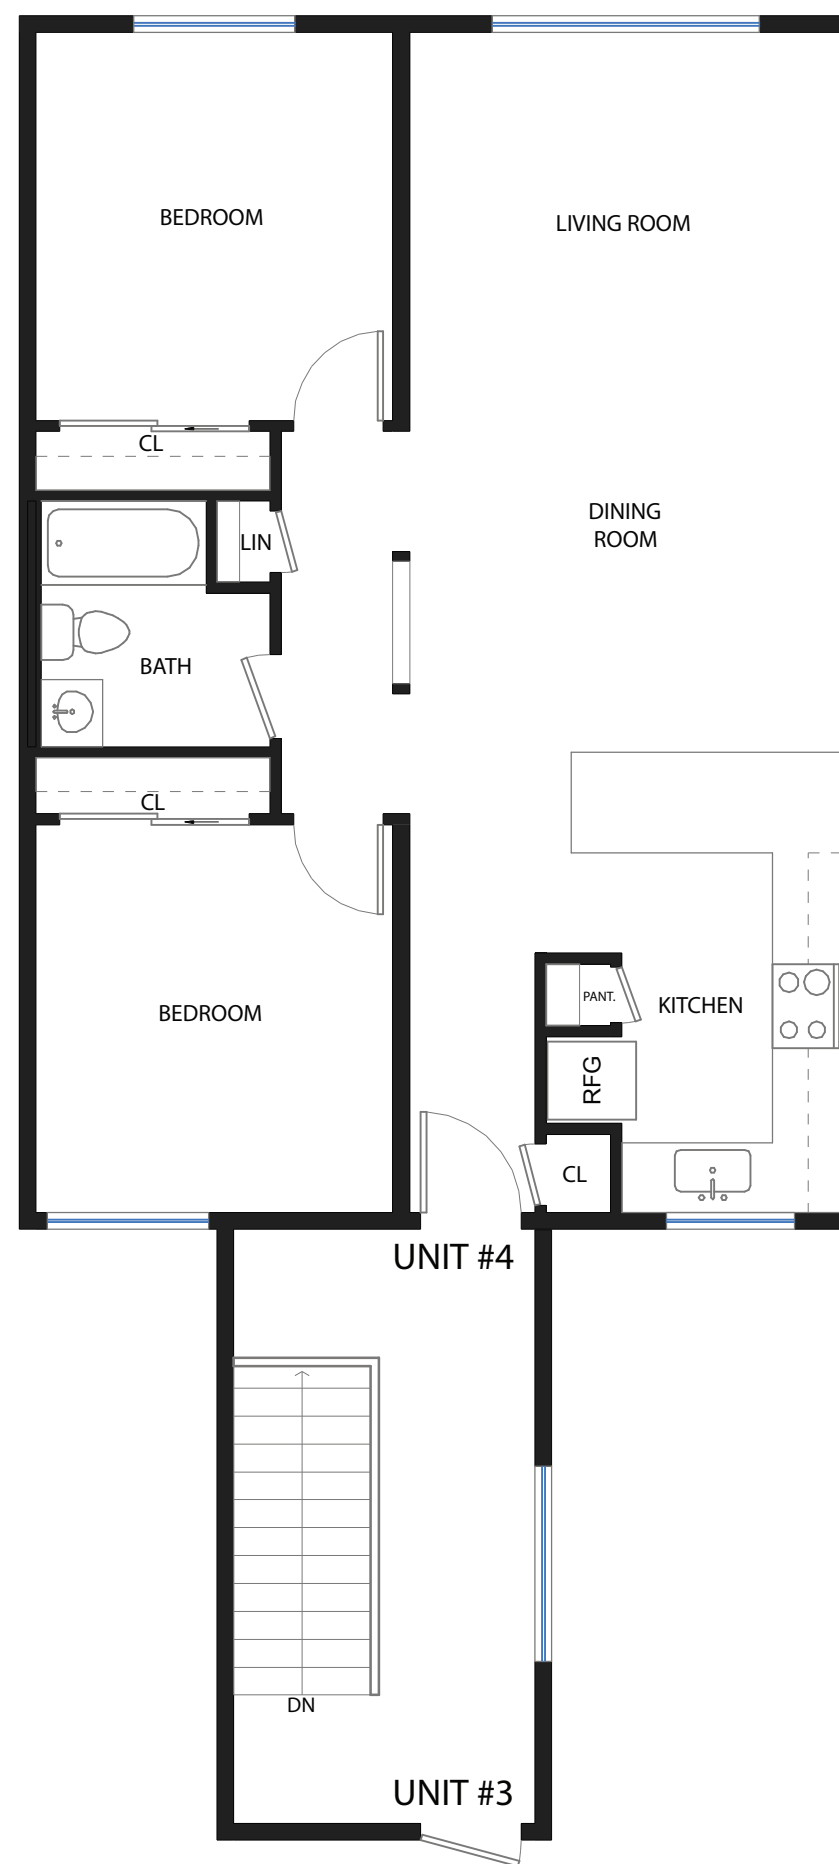 BEDROOM
LIVING ROOM
CL
DINING
ROOM
LIN
BATH
CL
BEDROOM
PANT.
KITCHEN
RFG
CL
UNIT #4
DN
UNIT #3